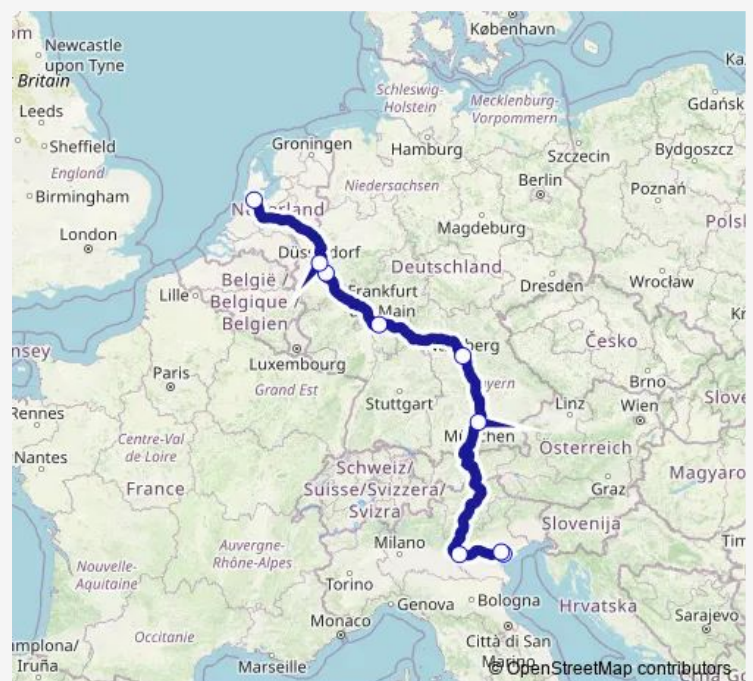 København
Newcastle
upon Tyne
Britain
Schleswig-
Holstein
Mecklenburg-
Vorpommern
Gdańsk
Leeds
Groningen
Hamburg
Bydgoszcz
Sheffield
England
Niedersachsen
Szczecin
Berlin
Poznań
Birmingham
London
Magdeburg
Deutschland
België /
Belgique /
Belgien
Lille
Frankfurt
Main
Dresden
Wrocław
Luxembourg
Česko
Paris
Grand Est
Stuttgart
Linz
Brno
Wien
Rennes
Nantes
Centre-Val
de Loire
Österreich
France
Schweiz/
Suisse/Svizzera/
Svizra
Graz
Magyaro
Slovenija
Milano
Auvergne-
Rhône-Alpes
Nouvelle-
Aquitaine
Torino
Genova
Bologna
Hrvatska
Monaco
Sarajevo
Occitanie
Città di San
Marino
Marseille
Iruña
© OpenStreetMap contributors